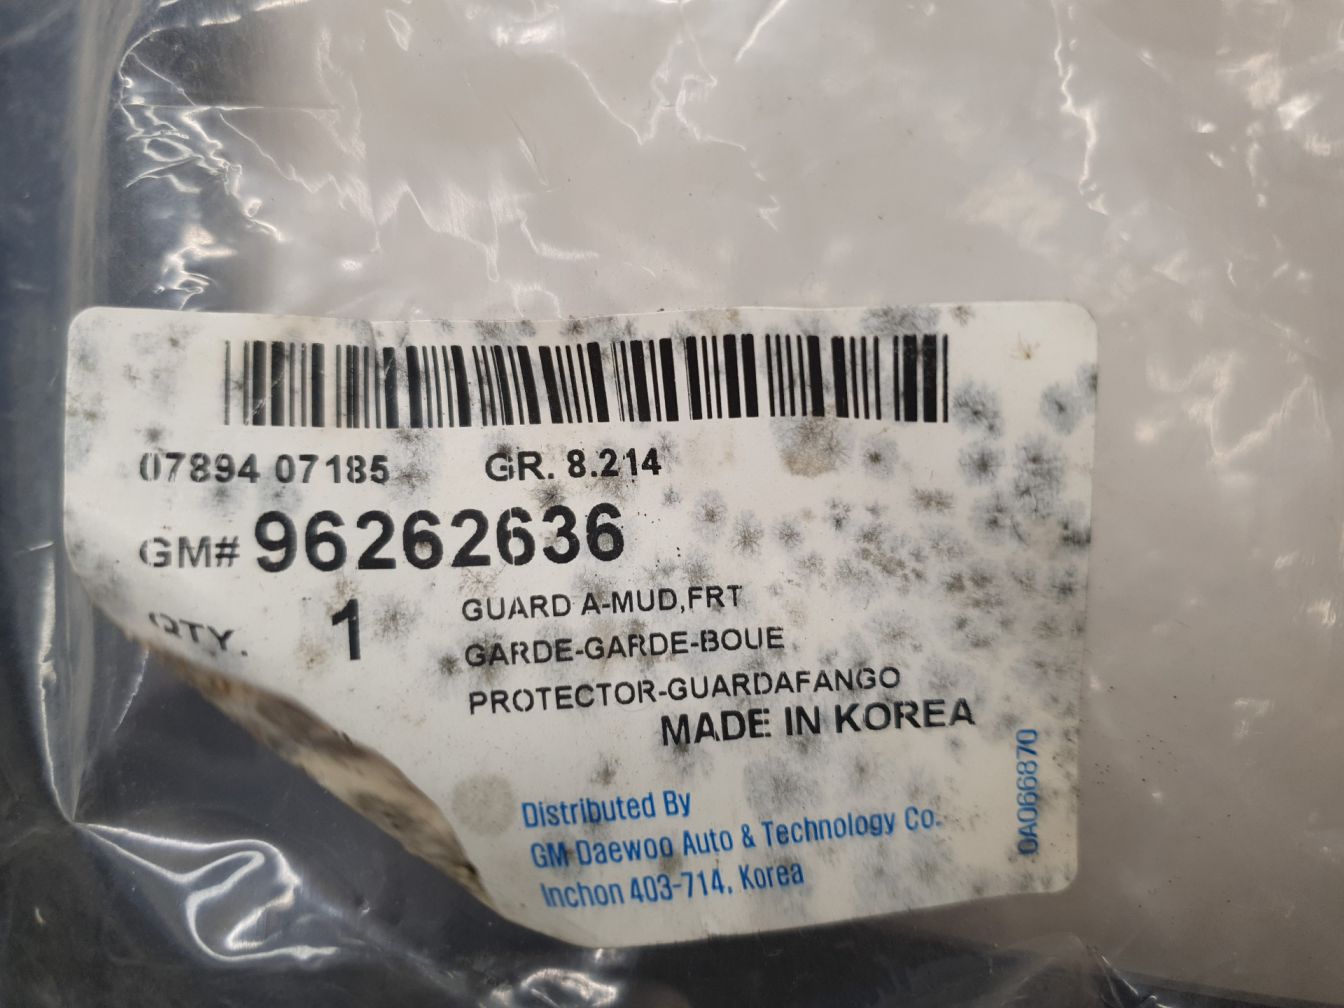 07894 07185 GR. 8.214
GM# 96262636
QTY. 1
GUARD A-MUD,FRT
GARDE-GARDE-BOUE
PROTECTOR-GUARDAFANGO
MADE IN KOREA
Distributed By
GM Daewoo Auto & Technology Co.
Inchon 403-714, Korea
0A066870